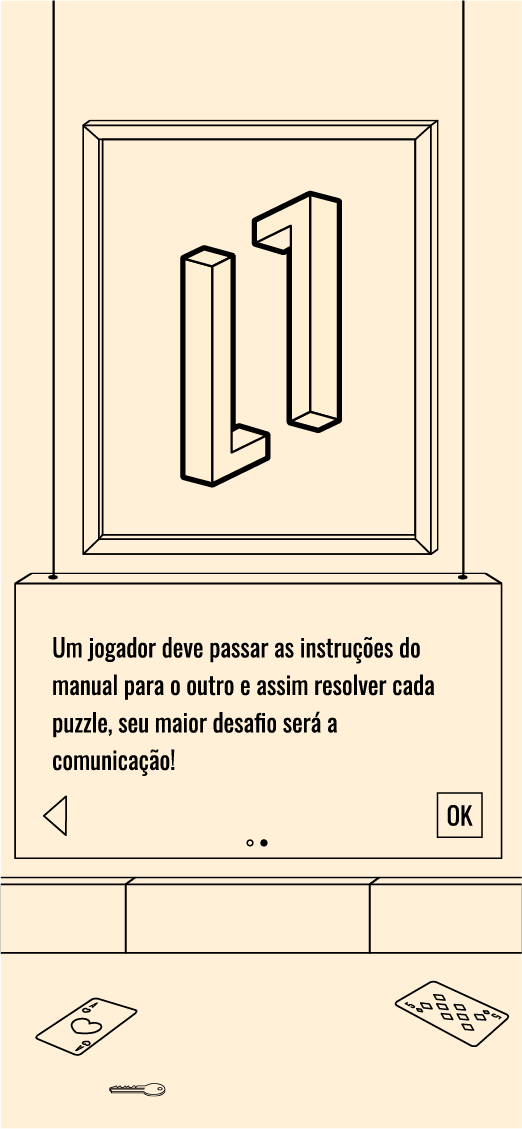 Um jogador deve passar as instruções do
manual para o outro e assim resolver cada
puzzle, seu maior desafio será a
comunicação!
OK